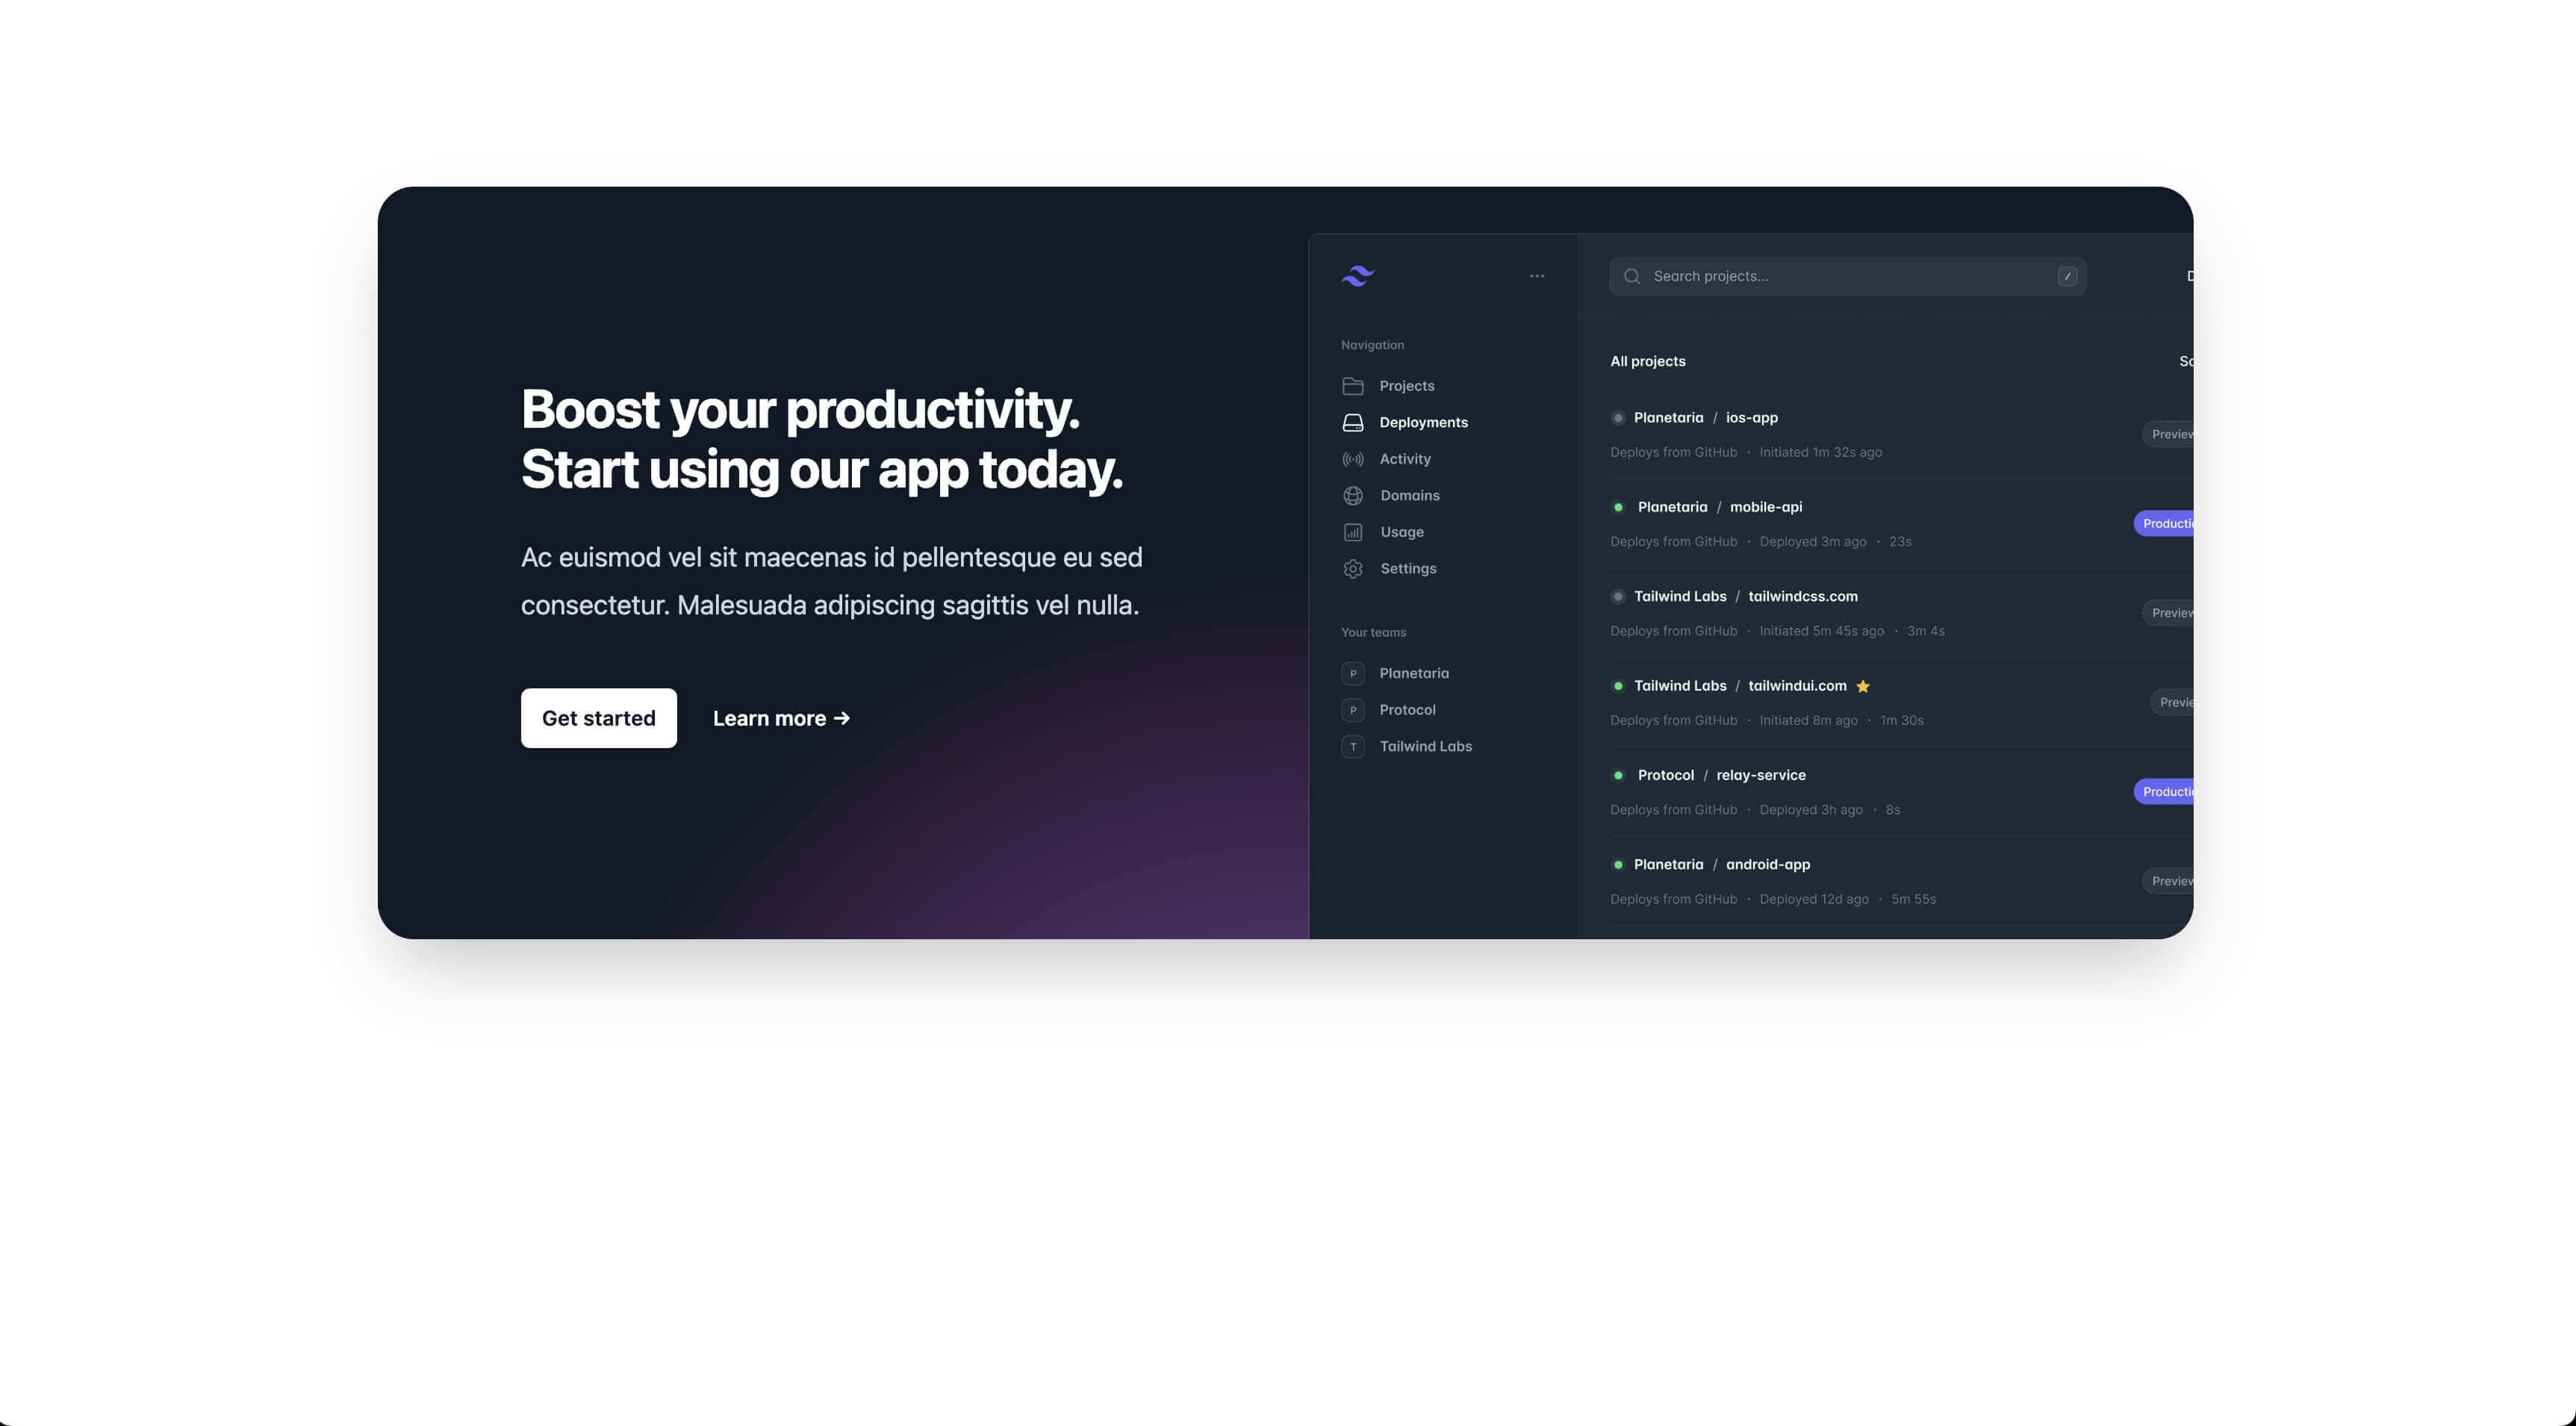 Boost your productivity.
Start using our app today.
Ac euismod vel sit maecenas id pellentesque eu sed
consectetur. Malesuada adipiscing sagittis vel nulla.
Get started
Learn more →
Navigation
Projects
Deployments
Activity
Domains
Usage
Settings
Your teams
P Planetaria
P Protocol
T Tailwind Labs
Search projects... /
All projects
Planetaria / ios-app
Deploys from GitHub · Initiated 1m 32s ago
Preview
Planetaria / mobile-api
Deploys from GitHub · Deployed 3m ago · 23s
Productio
Tailwind Labs / tailwindcss.com
Deploys from GitHub · Initiated 5m 45s ago · 3m 4s
Preview
Tailwind Labs / tailwindui.com
Deploys from GitHub · Initiated 8m ago · 1m 30s
Previe
Protocol / relay-service
Deploys from GitHub · Deployed 3h ago · 8s
Productio
Planetaria / android-app
Deploys from GitHub · Deployed 12d ago · 5m 55s
Preview